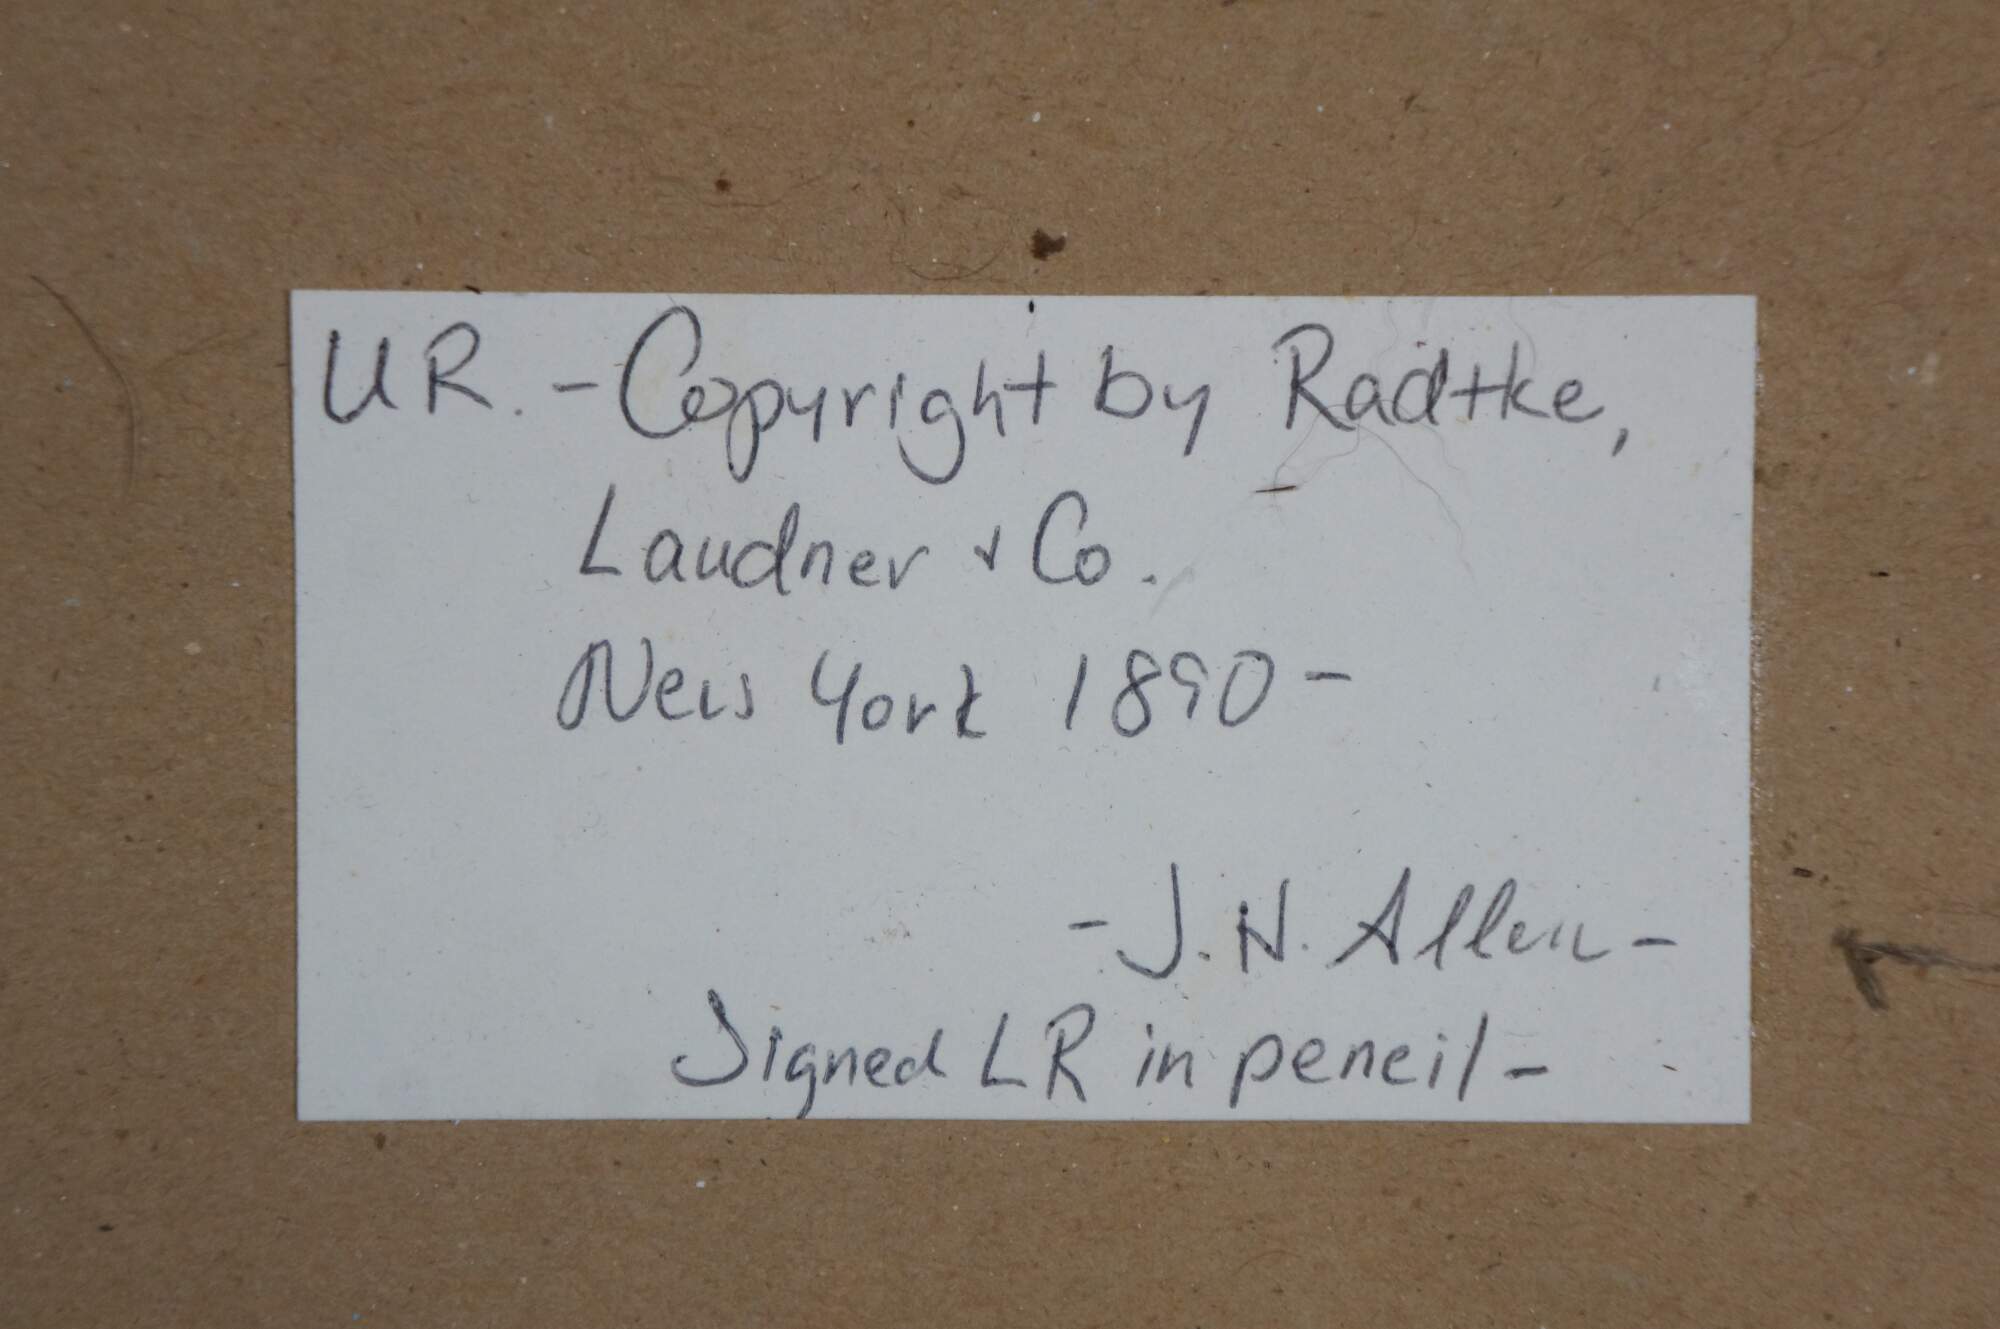 UR. - Copyright by Radtke,
Laudner & Co.
New York 1890 -
- J. H. Allen -
Signed LR in pencil -